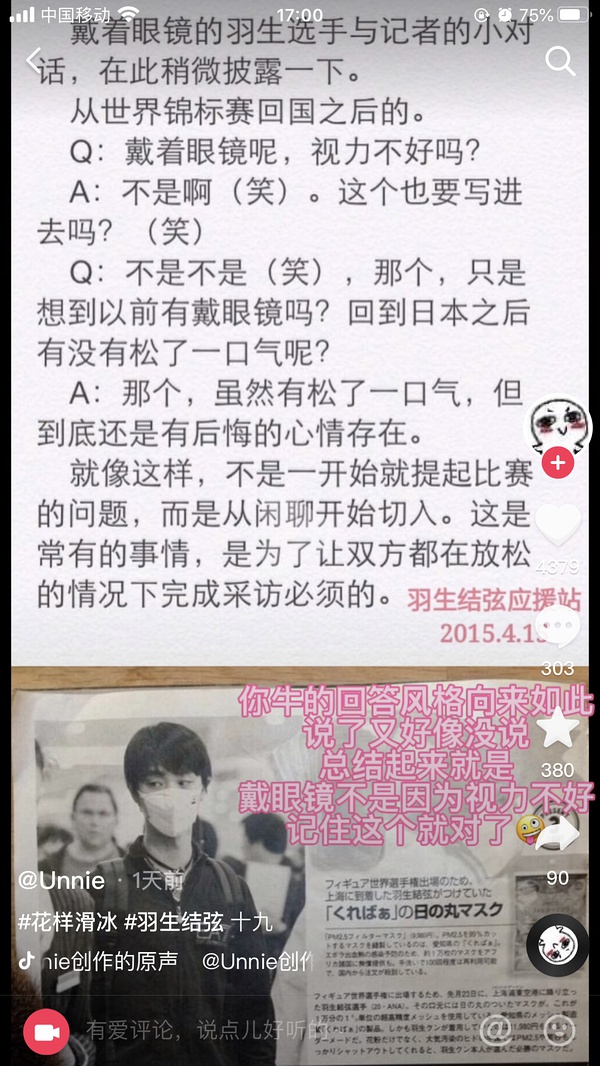 中国移动
17:00
75%
戴着眼镜的羽生选手与记者的小对
话，在此稍微披露一下。
从世界锦标赛回国之后的。
Q：戴着眼镜呢，视力不好吗？
A：不是啊（笑）。这个也要写进
去吗？（笑）
Q：不是不是（笑），那个，只是
想到以前有戴眼镜吗？回到日本之后
有没有松了一口气呢？
A：那个，虽然有松了一口气，但
到底还是有后悔的心情存在。
就像这样，不是一开始就提起比赛
的问题，而是从闲聊开始切入。这是
常有的事情，是为了让双方都在放松
的情况下完成采访必须的。
羽生结弦应援站
2015.4.15
4379
303
380
90
你牛的回答风格向来如此
说了又好像没说
总结起来就是
戴眼镜不是因为视力不好
记住这个就对了
フィギュア世界選手権出場のため、
上海に到着した羽生結弦がつけていた
「くればぁ」の日の丸マスク
@Unnie · 1天前
#花样滑冰 #羽生结弦 十九
nie创作的原声 @Unnie创作
有爱评论，说点儿好听的